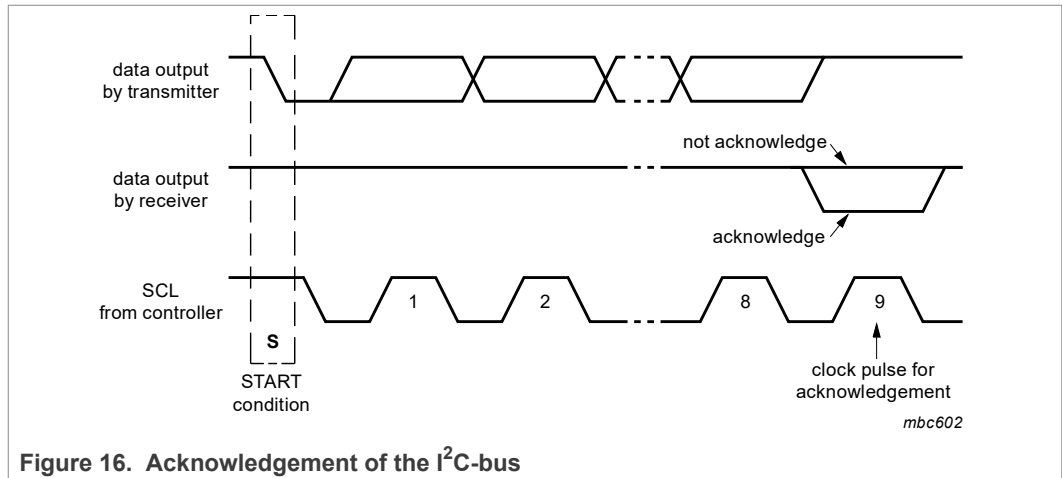 data output
by transmitter
not acknowledge
data output
by receiver
acknowledge
SCL
from controller
1
2
8
9
S
START
condition
clock pulse for
acknowledgement
mbc602
Figure 16. Acknowledgement of the I²C-bus